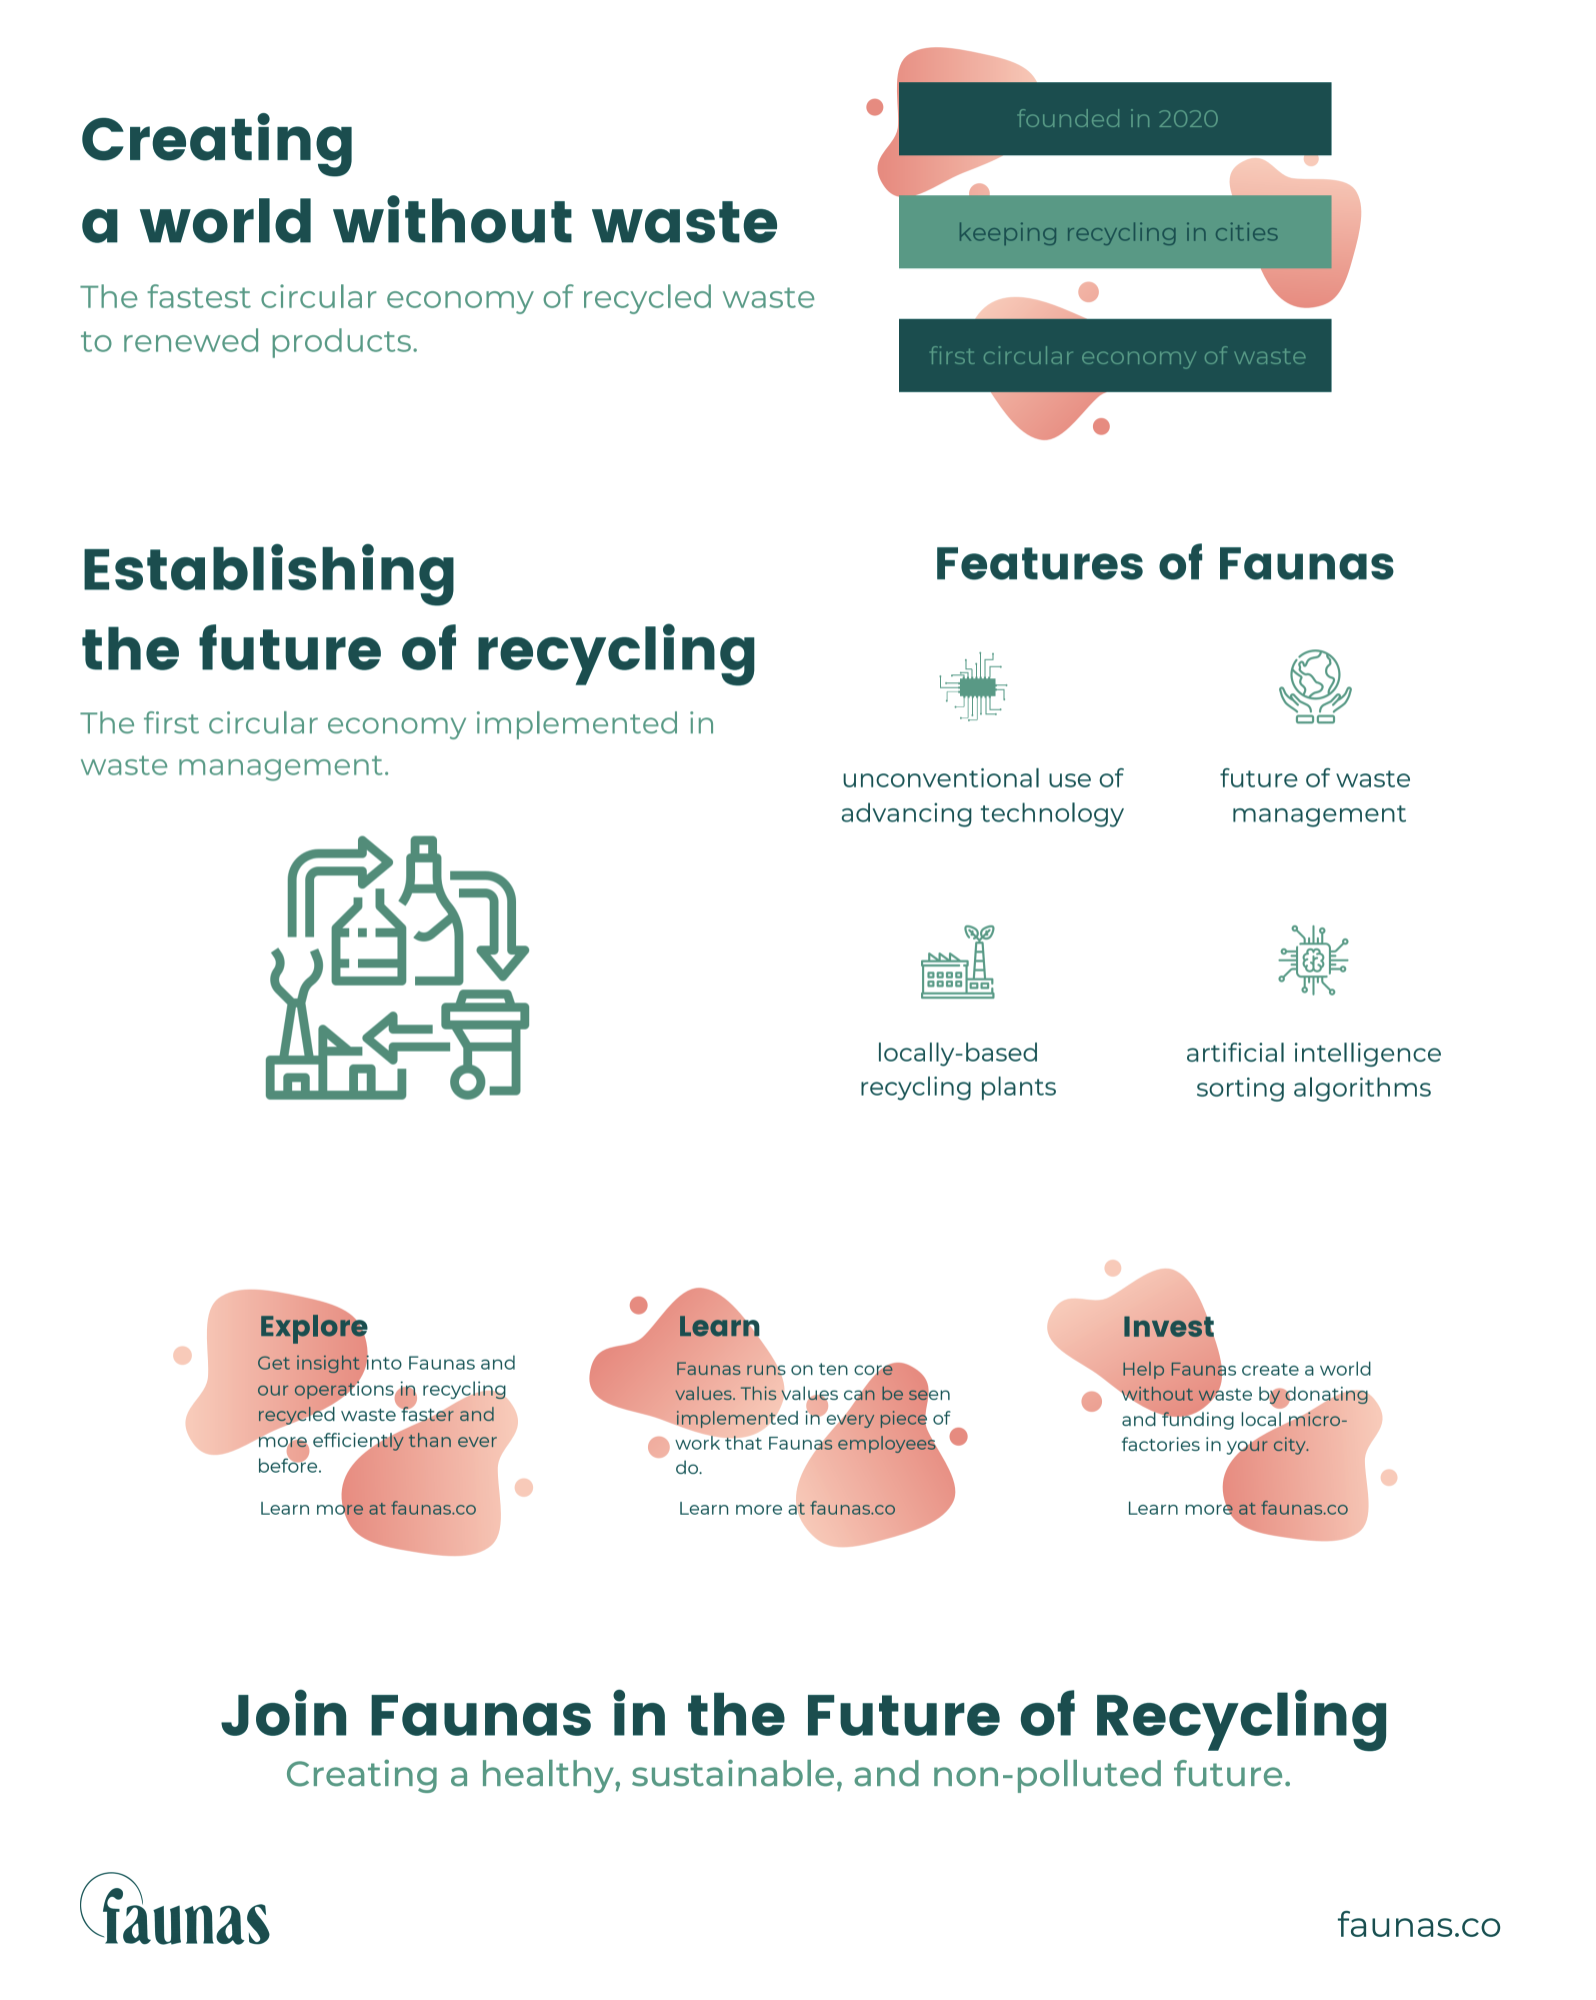 Creating
a world without waste
The fastest circular economy of recycled waste
to renewed products.
founded in 2020
keeping recycling in cities
first circular economy of waste
Establishing
the future of recycling
The first circular economy implemented in
waste management.
Features of Faunas
unconventional use of
advancing technology
future of waste
management
locally-based
recycling plants
artificial intelligence
sorting algorithms
Explore
Get insight into Faunas and
our operations in recycling
recycled waste faster and
more efficiently than ever
before.
Learn more at faunas.co
Learn
Faunas runs on ten core
values. This values can be seen
implemented in every piece of
work that Faunas employees
do.
Learn more at faunas.co
Invest
Help Faunas create a world
without waste by donating
and funding local micro-
factories in your city.
Learn more at faunas.co
Join Faunas in the Future of Recycling
Creating a healthy, sustainable, and non-polluted future.
faunas
faunas.co